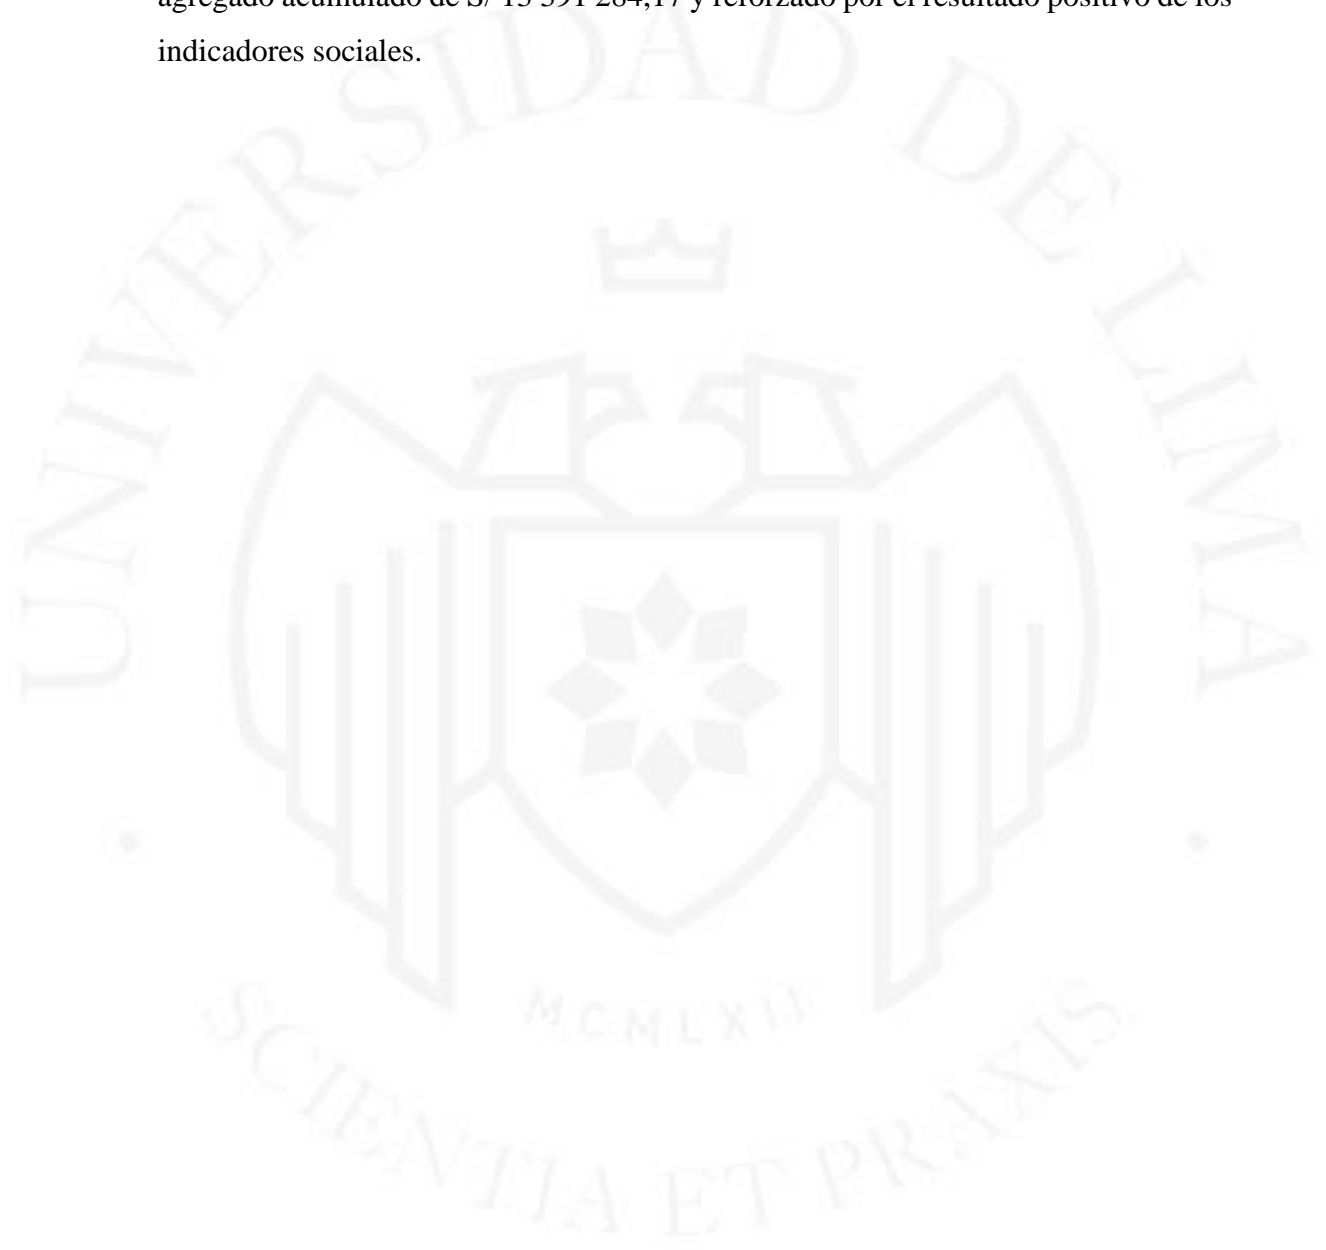 agregado acumulado de S/ 13 391 284,17 y reforzado por el resultado positivo de los
indicadores sociales.
UNIVERSIDAD DE LIMA
MCMLXII
SCIENTIA ET PRAXIS